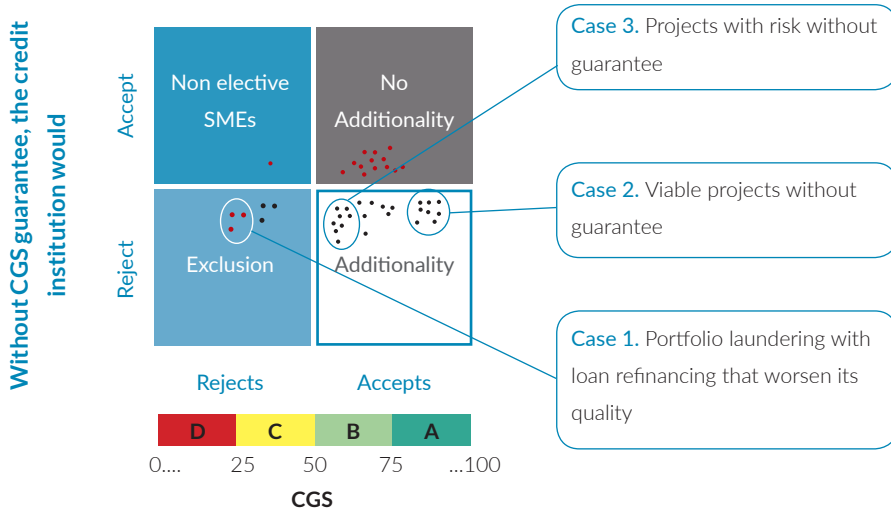 Without CGS guarantee, the credit
institution would
Accept
Reject
Non elective
SMEs
No
Additionality
Exclusion
Additionality
Rejects
Accepts
D
C
B
A
0....
25
50
75
...100
CGS
Case 3. Projects with risk without
guarantee
Case 2. Viable projects without
guarantee
Case 1. Portfolio laundering with
loan refinancing that worsen its
quality